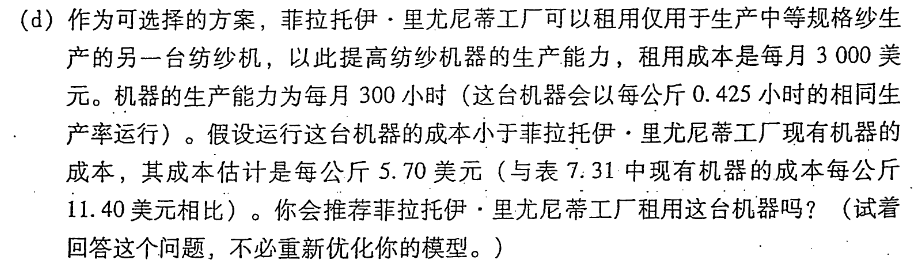 (d) 作为可选择的方案，菲拉托伊·里尤尼蒂工厂可以租用仅用于生产中等规格纱生
产的另一台纺纱机，以此提高纺纱机器的生产能力，租用成本是每月 3 000 美
元。机器的生产能力为每月 300 小时（这台机器会以每公斤 0.425 小时的相同生
产率运行）。假设运行这台机器的成本小于菲拉托伊·里尤尼蒂工厂现有机器的
成本，其成本估计是每公斤 5.70 美元（与表 7.31 中现有机器的成本每公斤
11.40 美元相比）。你会推荐菲拉托伊·里尤尼蒂工厂租用这台机器吗？（试着
回答这个问题，不必重新优化你的模型。）